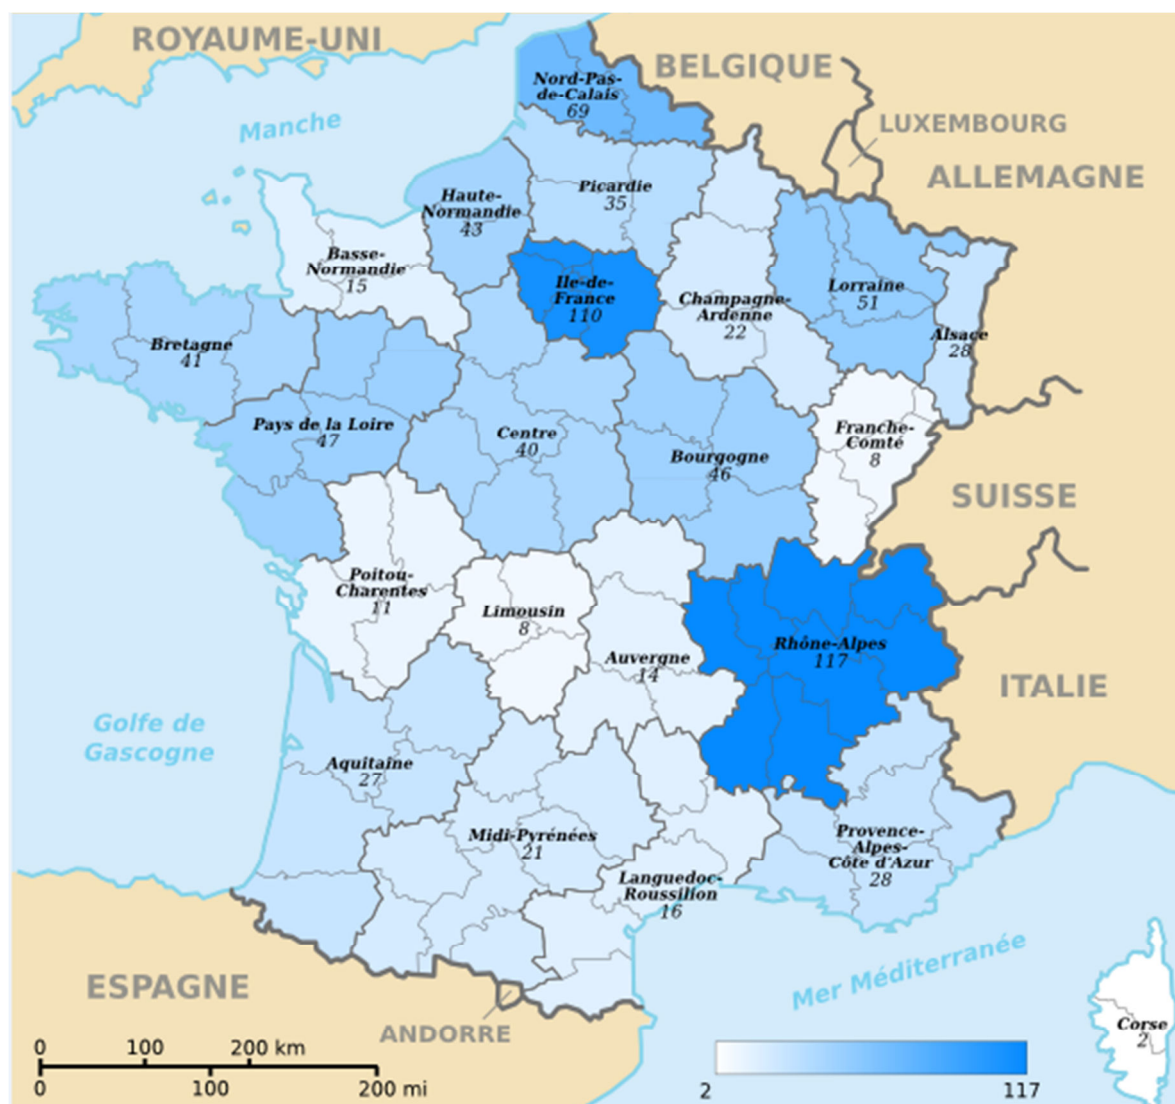 ROYAUME-UNI
BELGIQUE
LUXEMBOURG
ALLEMAGNE
Manche
Nord-Pas-
de-Calais
69
Picardie
35
Haute-
Normandie
43
Basse-
Normandie
15
Ile-de-
France
110
Champagne-
Ardenne
22
Lorraine
51
Alsace
28
Bretagne
41
Pays de la Loire
47
Centre
40
Bourgogne
46
Franche-
Comté
8
SUISSE
Poitou-
Charentes
11
Limousin
8
Auvergne
14
Rhône-Alpes
117
ITALIE
Golfe de
Gascogne
Aquitaine
27
Midi-Pyrénées
21
Languedoc-
Roussillon
16
Provence-
Alpes-
Côte d'Azur
28
Mer Méditerranée
ESPAGNE
ANDORRE
Corse
2
0 100 200 km
0 100 200 mi
2 117